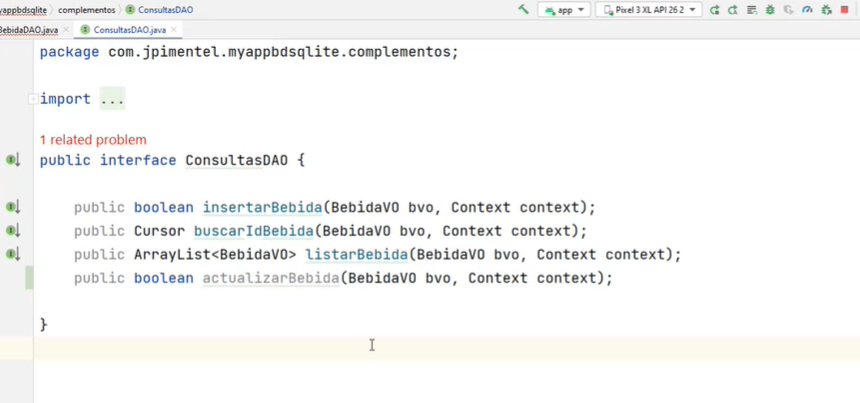 yappbdsqlite > complementos > ConsultasDAO
app
Pixel 3 XL API 26 2
BebidaDAO.java
ConsultasDAO.java
package com.jpimentel.myappbdsqlite.complementos;
import ...
1 related problem
public interface ConsultasDAO {
public boolean insertarBebida(BebidaVO bvo, Context context);
public Cursor buscarIdBebida(BebidaVO bvo, Context context);
public ArrayList<BebidaVO> listarBebida(BebidaVO bvo, Context context);
public boolean actualizarBebida(BebidaVO bvo, Context context);
}